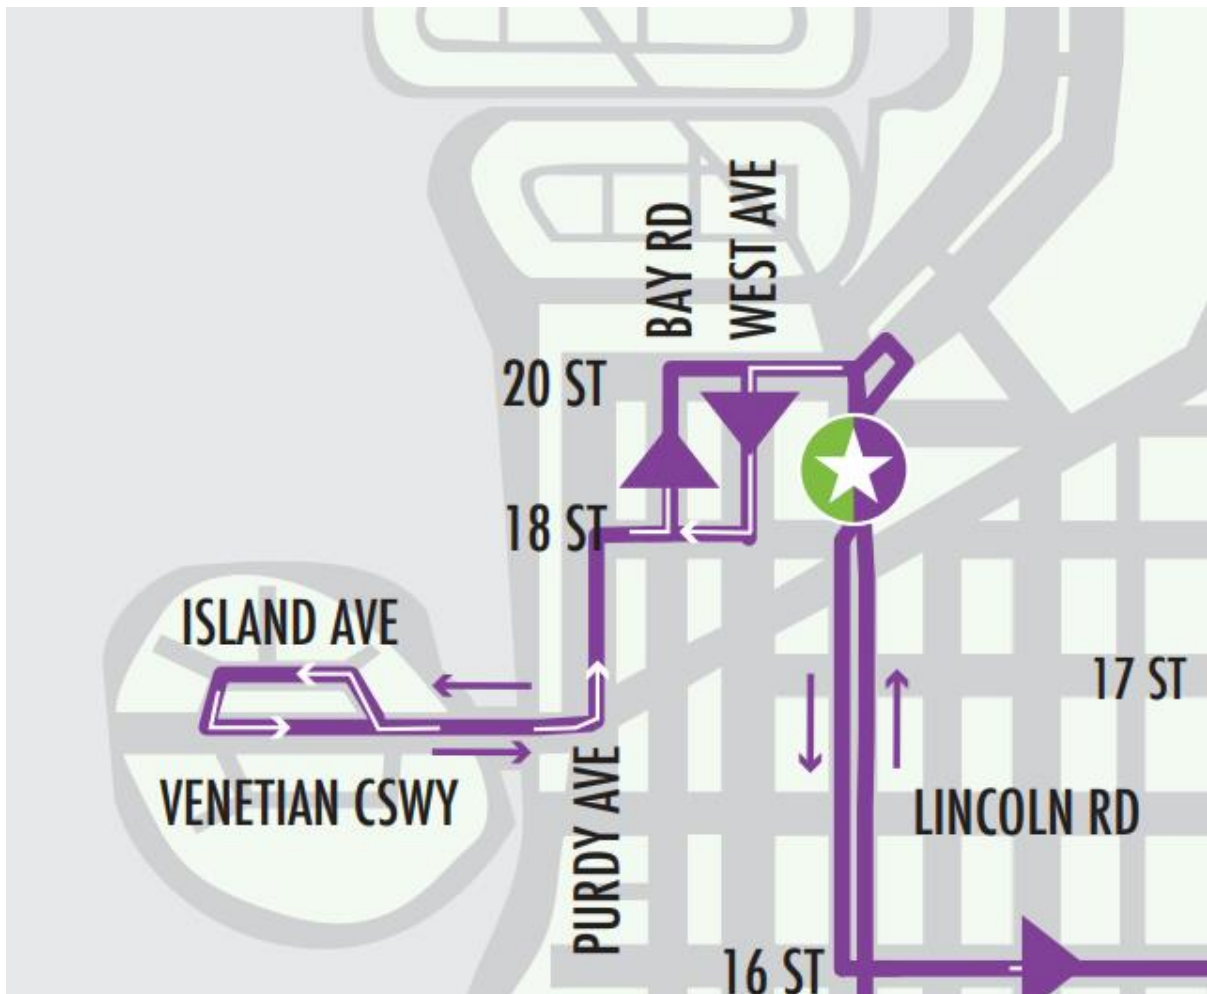 WEST AVE
BAY RD
20 ST
18 ST
ISLAND AVE
17 ST
VENETIAN CSWY
PURDY AVE
LINCOLN RD
16 ST